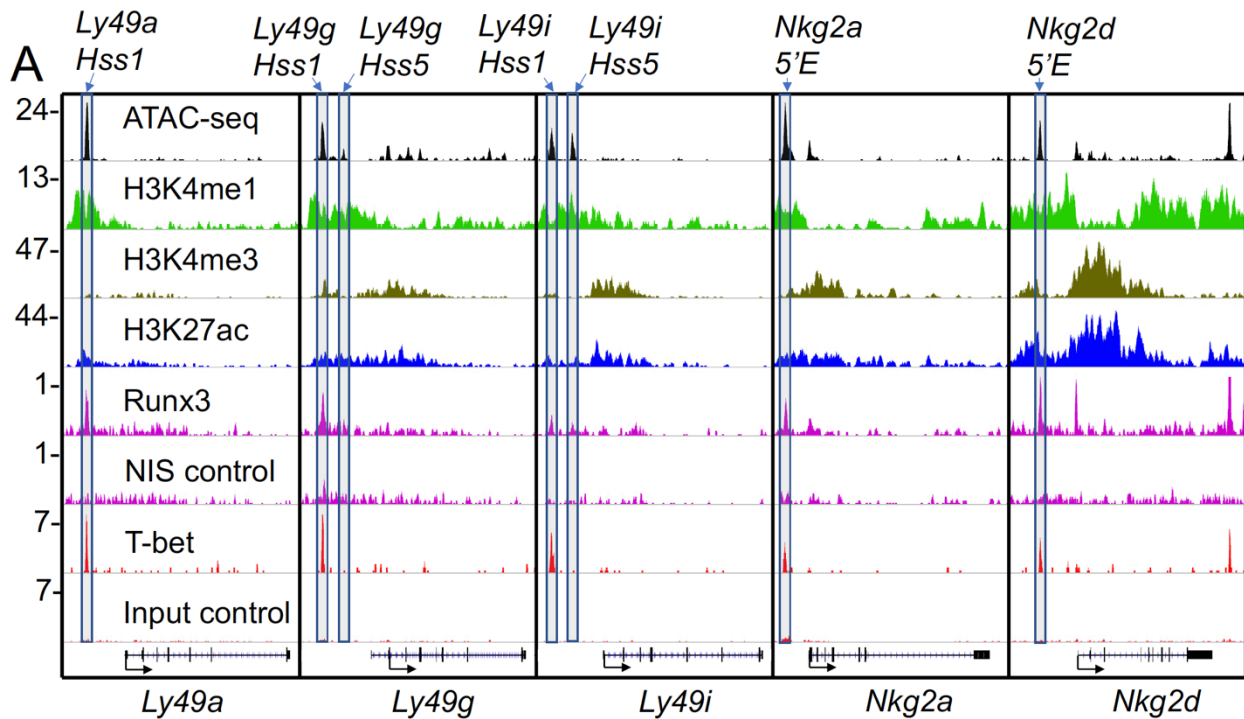 A
Ly49a
Hss1
Ly49g
Hss1
Ly49g
Hss5
Ly49i
Hss1
Ly49i
Hss5
Nkg2a
5’E
Nkg2d
5’E
24-
ATAC-seq
13-
H3K4me1
47-
H3K4me3
44-
H3K27ac
1-
Runx3
1-
NIS control
7-
T-bet
7-
Input control
Ly49a
Ly49g
Ly49i
Nkg2a
Nkg2d